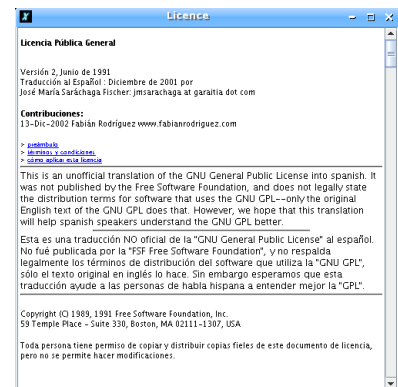 Licence
Licencia Pública General
Versión 2, Junio de 1991
Traducción al Español : Diciembre de 2001 por
José María Saráchaga Fischer: jmsarachaga at garaitia dot com
Contribuciones:
13-Dic-2002 Fabián Rodríguez www.fabianrodriguez.com
> preámbulo
> términos y condiciones
> cómo aplicar esta licencia
This is an unofficial translation of the GNU General Public License into spanish. It
was not published by the Free Software Foundation, and does not legally state
the distribution terms for software that uses the GNU GPL--only the original
English text of the GNU GPL does that. However, we hope that this translation
will help spanish speakers understand the GNU GPL better.
Esta es una traducción NO oficial de la "GNU General Public License" al español.
No fué publicada por la "FSF Free Software Foundation", y no respalda
legalmente los términos de distribución del software que utiliza la "GNU GPL",
sólo el texto original en inglés lo hace. Sin embargo esperamos que esta
traducción ayude a las personas de habla hispana a entender mejor la "GPL".
Copyright (C) 1989, 1991 Free Software Foundation, Inc.
59 Temple Place - Suite 330, Boston, MA 02111-1307, USA
Toda persona tiene permiso de copiar y distribuir copias fieles de este documento de licencia,
pero no se permite hacer modificaciones.